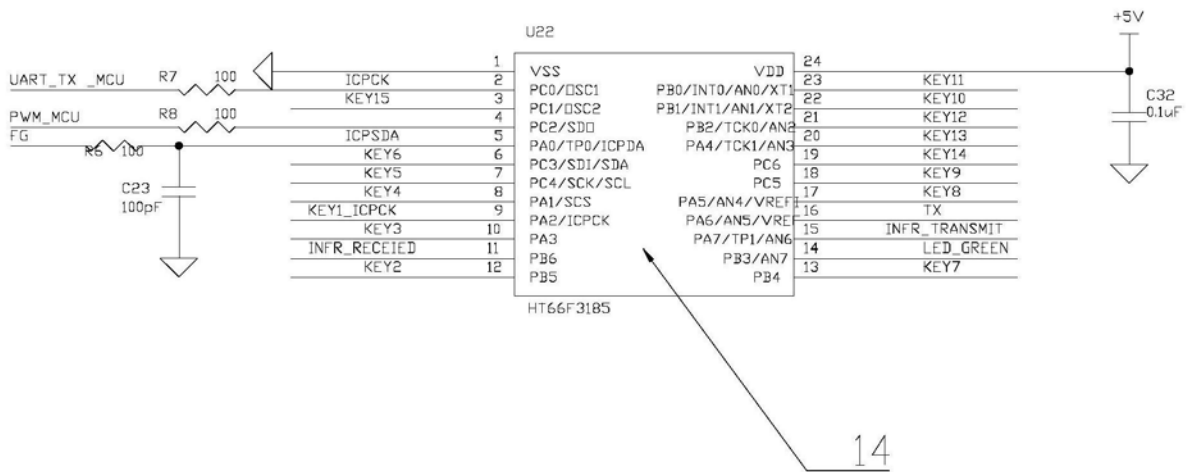 +5V
U22
1 VSS VDD 24
UART_TX _MCU R7 100 ICPCK 2 PC0/OSC1 PB0/INT0/AN0/XT1 23 KEY11
KEY15 3 PC1/OSC2 PB1/INT1/AN1/XT2 22 KEY10
PWM_MCU R8 100 4 PC2/SDO PB2/TCK0/AN2 21 KEY12
FG R6 100 ICPSDA 5 PA0/TP0/ICPDA PA4/TCK1/AN3 20 KEY13
KEY6 6 PC3/SDI/SDA PC6 19 KEY14
KEY5 7 PC4/SCK/SCL PC5 18 KEY9
KEY4 8 PA1/SCS PA5/AN4/VREFI 17 KEY8
KEY1_ICPCK 9 PA2/ICPCK PA6/AN5/VREF 16 TX
KEY3 10 PA3 PA7/TP1/AN6 15 INFR_TRANSMIT
INFR_RECEIED 11 PB6 PB3/AN7 14 LED_GREEN
KEY2 12 PB5 PB4 13 KEY7
C32
0.1uF
C23
100pF
HT66F3185
14